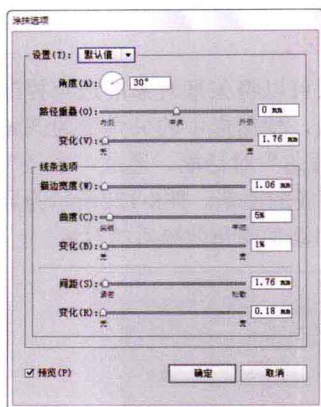 涂抹选项
设置(T): 默认值
角度(A): 30°
路径重叠(O): 0 mm
内侧 中央 外侧
变化(V): 1.76 mm
无 宽
线条选项
描边宽度(W): 1.06 mm
曲度(C): 5%
尖锐 平滑
变化(B): 1%
无 宽
间距(S): 1.76 mm
紧密 松散
变化(R): 0.18 mm
无 宽
预览(P) 确定 取消